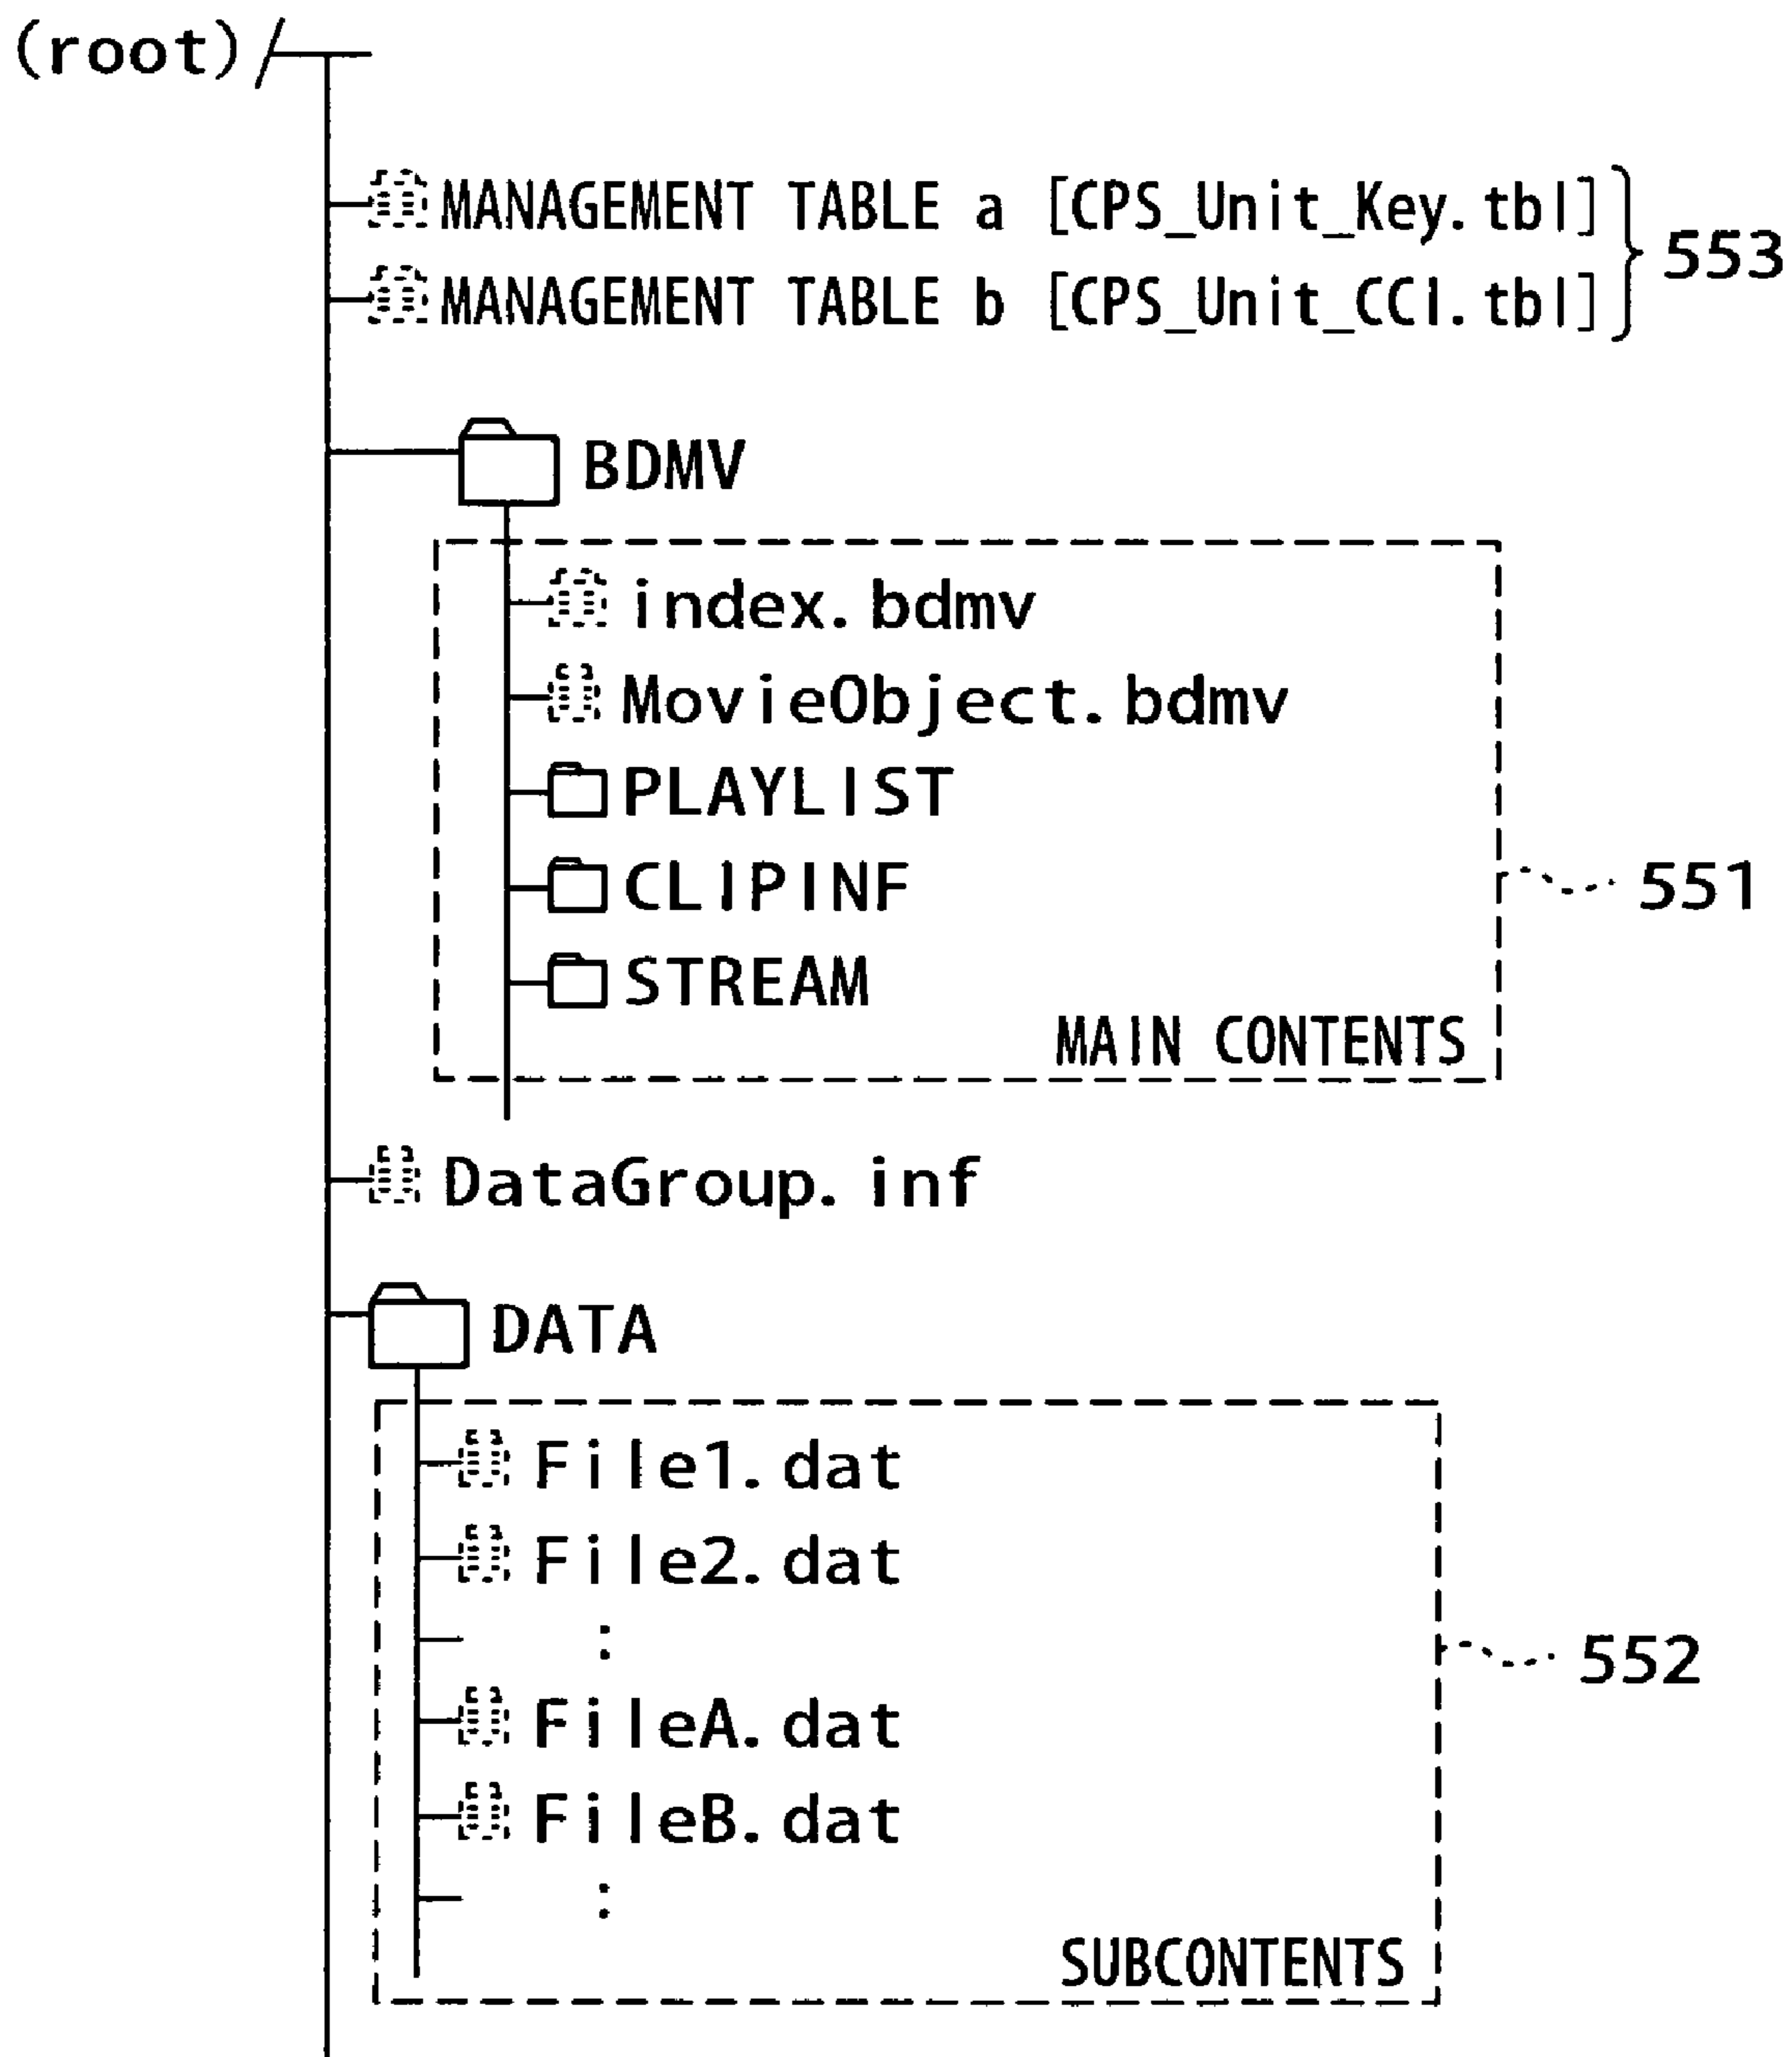 (root)/
MANAGEMENT TABLE a [CPS_Unit_Key.tbl]
553
MANAGEMENT TABLE b [CPS_Unit_CCI.tbl]
BDMV
index.bdmv
MovieObject.bdmv
PLAYLIST
CLIPINF
551
STREAM
MAIN CONTENTS
DataGroup.inf
DATA
File1.dat
File2.dat
:
552
FileA.dat
FileB.dat
:
SUBCONTENTS